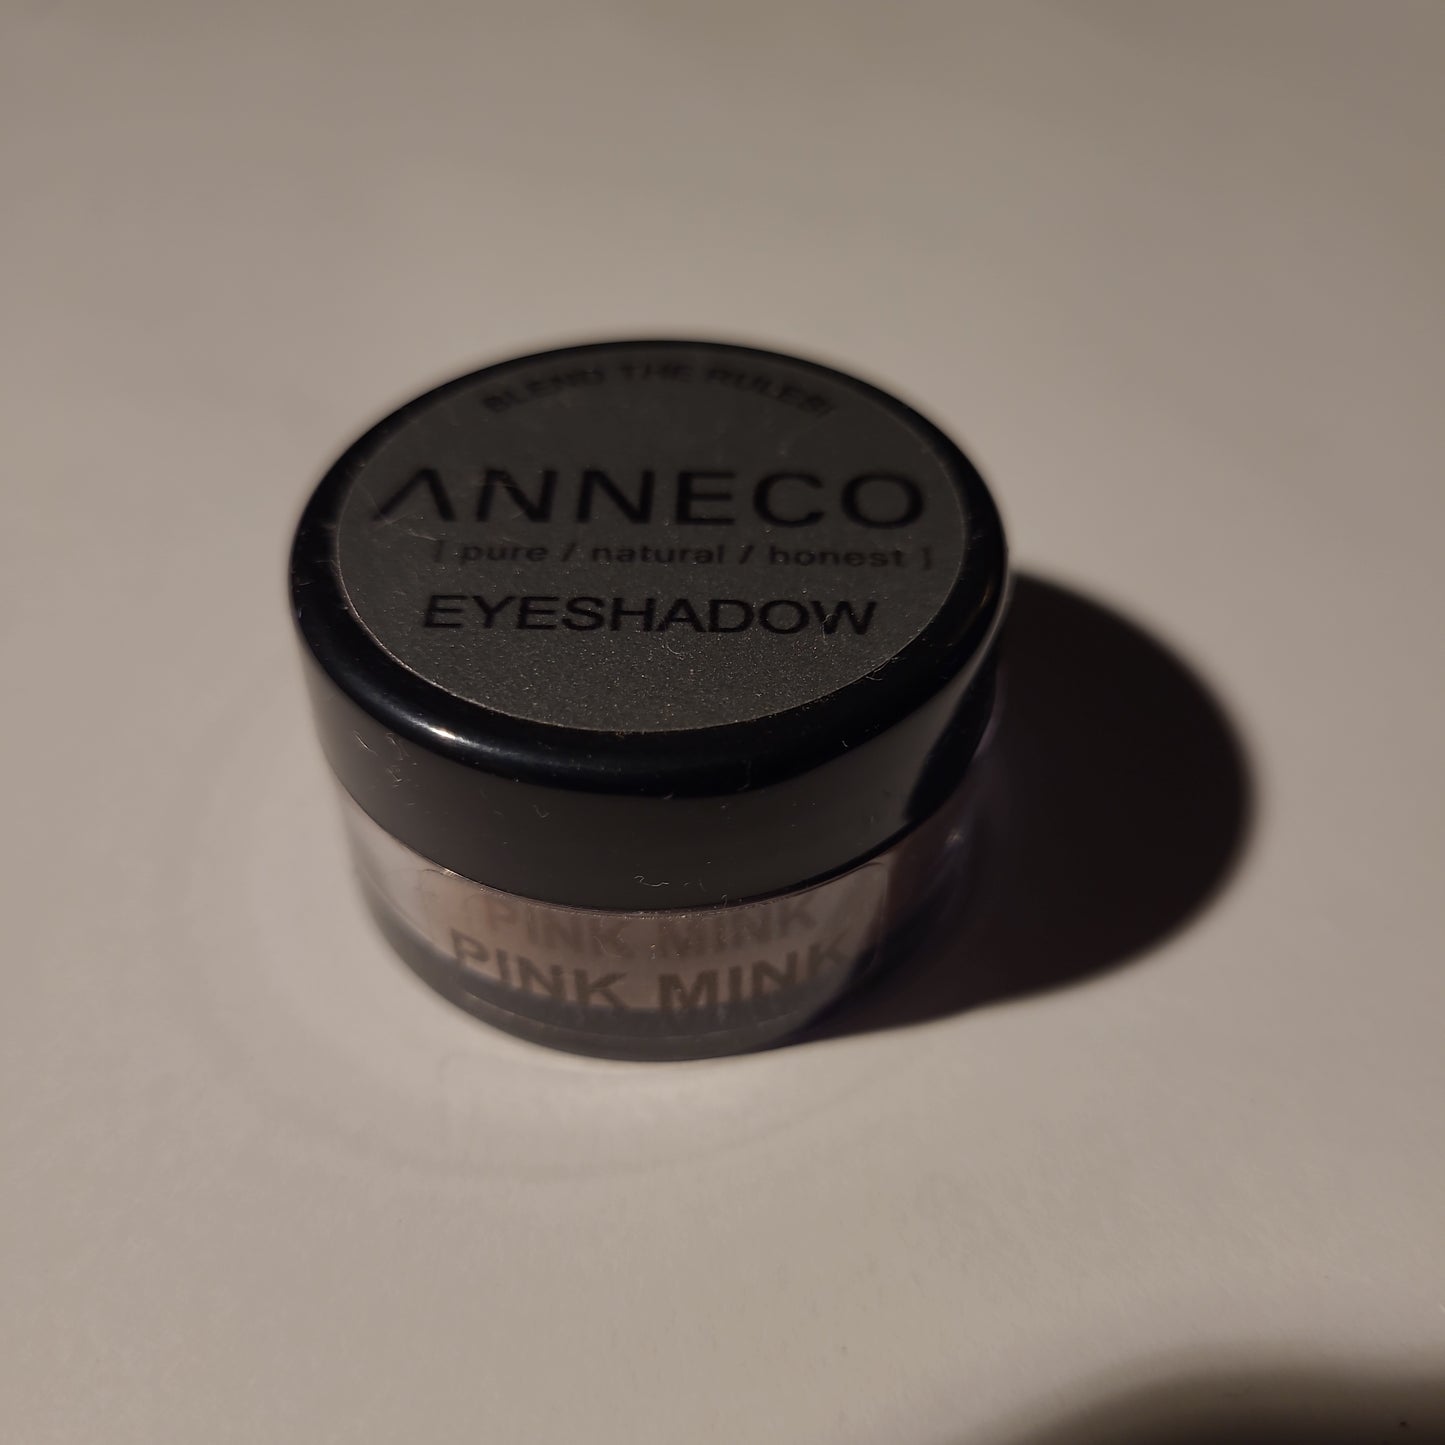 BLEND THE RULES!
ANNECO
[ pure / natural / honest ]
EYESHADOW
PINK MINK
PINK MINK